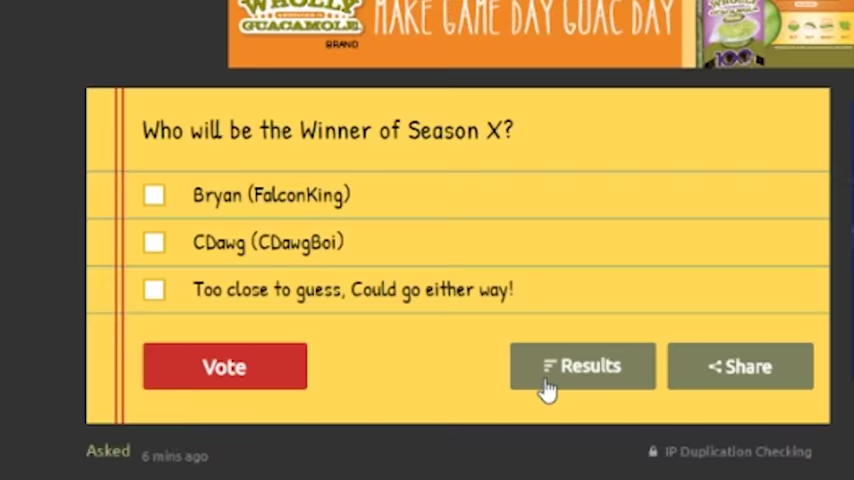 WHOLLY
GUACAMOLE
BRAND
MAKE GAME DAY GUAC DAY
Who will be the Winner of Season X?
Bryan (FalconKing)
CDawg (CDawgBoi)
Too close to guess, Could go either way!
Vote
Results
Share
Asked
6 mins ago
IP Duplication Checking